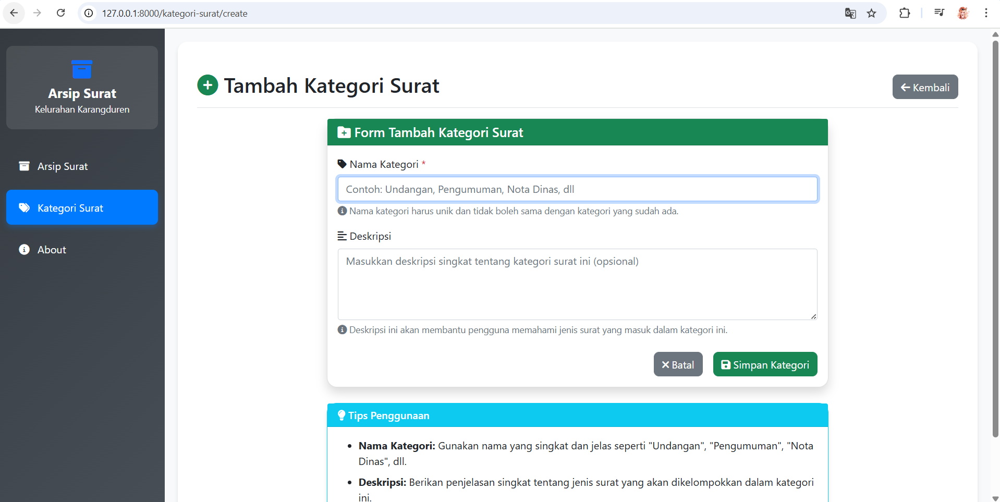 127.0.0.1:8000/kategori-surat/create
Arsip Surat
Kelurahan Karangduren
Arsip Surat
Kategori Surat
About
Tambah Kategori Surat
Kembali
Form Tambah Kategori Surat
Nama Kategori *
Contoh: Undangan, Pengumuman, Nota Dinas, dll
Nama kategori harus unik dan tidak boleh sama dengan kategori yang sudah ada.
Deskripsi
Masukkan deskripsi singkat tentang kategori surat ini (opsional)
Deskripsi ini akan membantu pengguna memahami jenis surat yang masuk dalam kategori ini.
Batal
Simpan Kategori
Tips Penggunaan
Nama Kategori: Gunakan nama yang singkat dan jelas seperti "Undangan", "Pengumuman", "Nota
Dinas", dll.
Deskripsi: Berikan penjelasan singkat tentang jenis surat yang akan dikelompokkan dalam kategori
ini.